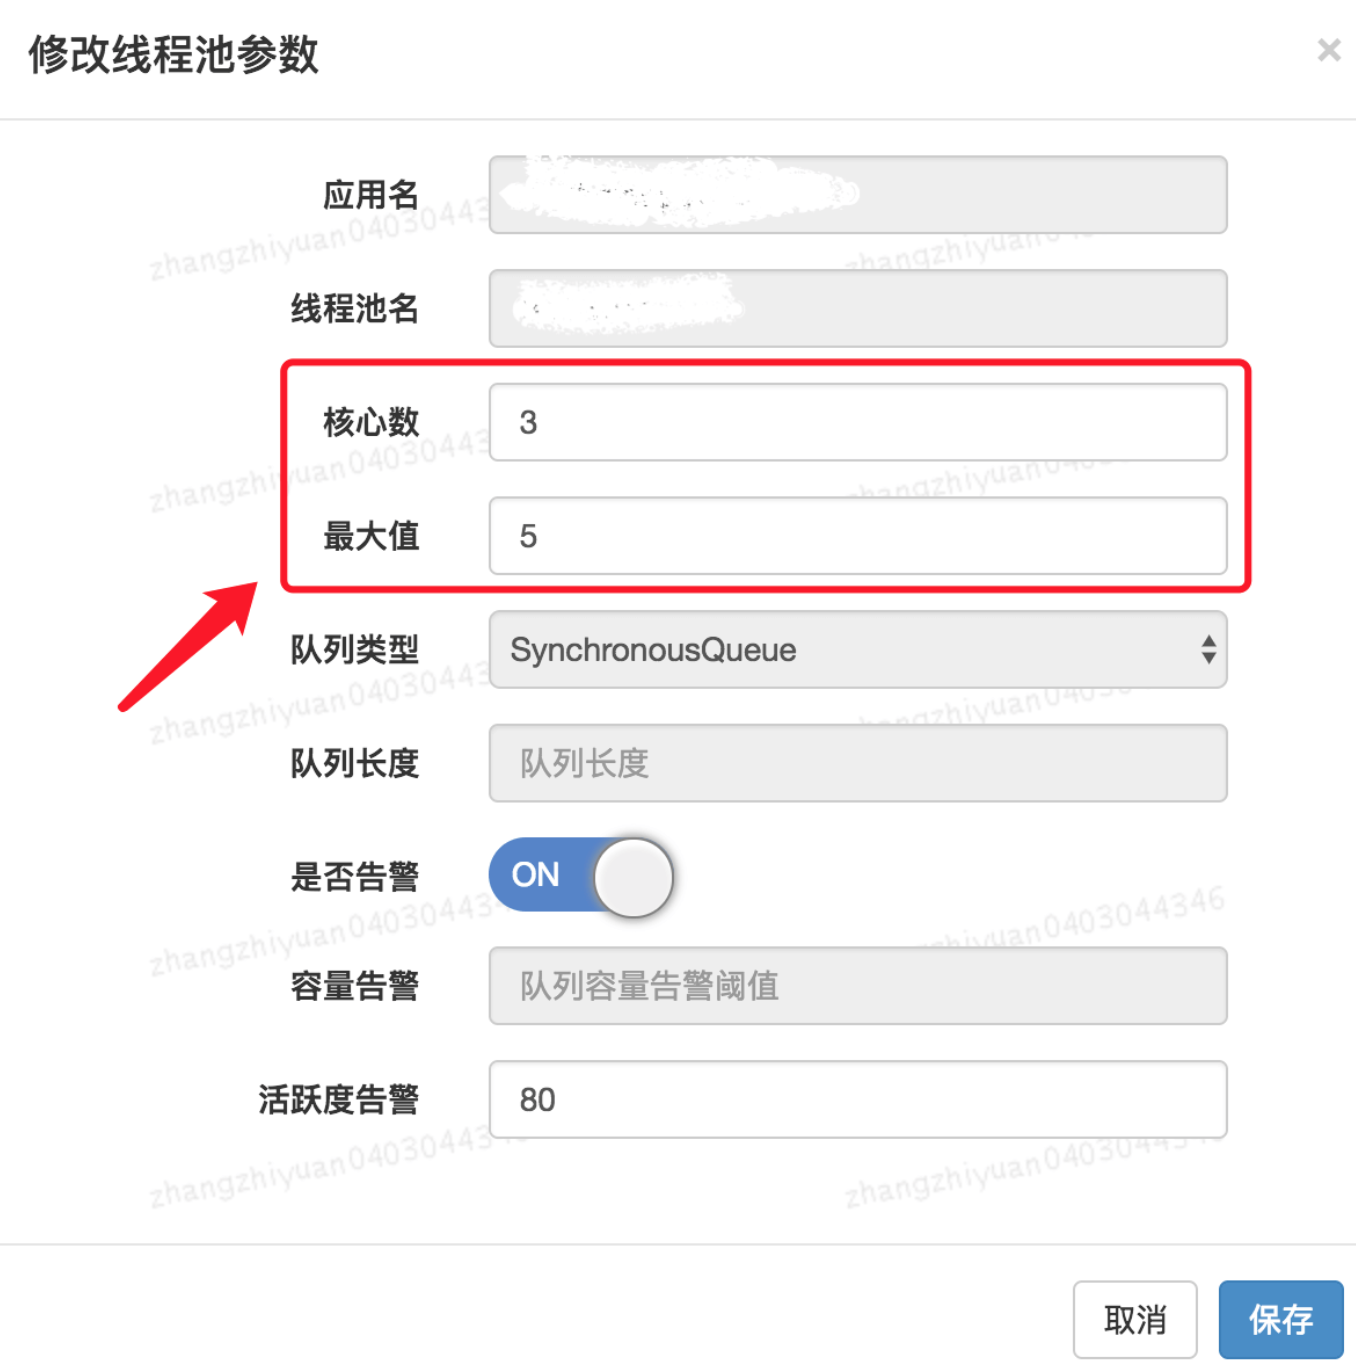 修改线程池参数 ×
应用名
线程池名
核心数 3
最大值 5
队列类型 SynchronousQueue
队列长度 队列长度
是否告警 ON
容量告警 队列容量告警阈值
活跃度告警 80
取消 保存
zhangzhiyuan0403044346